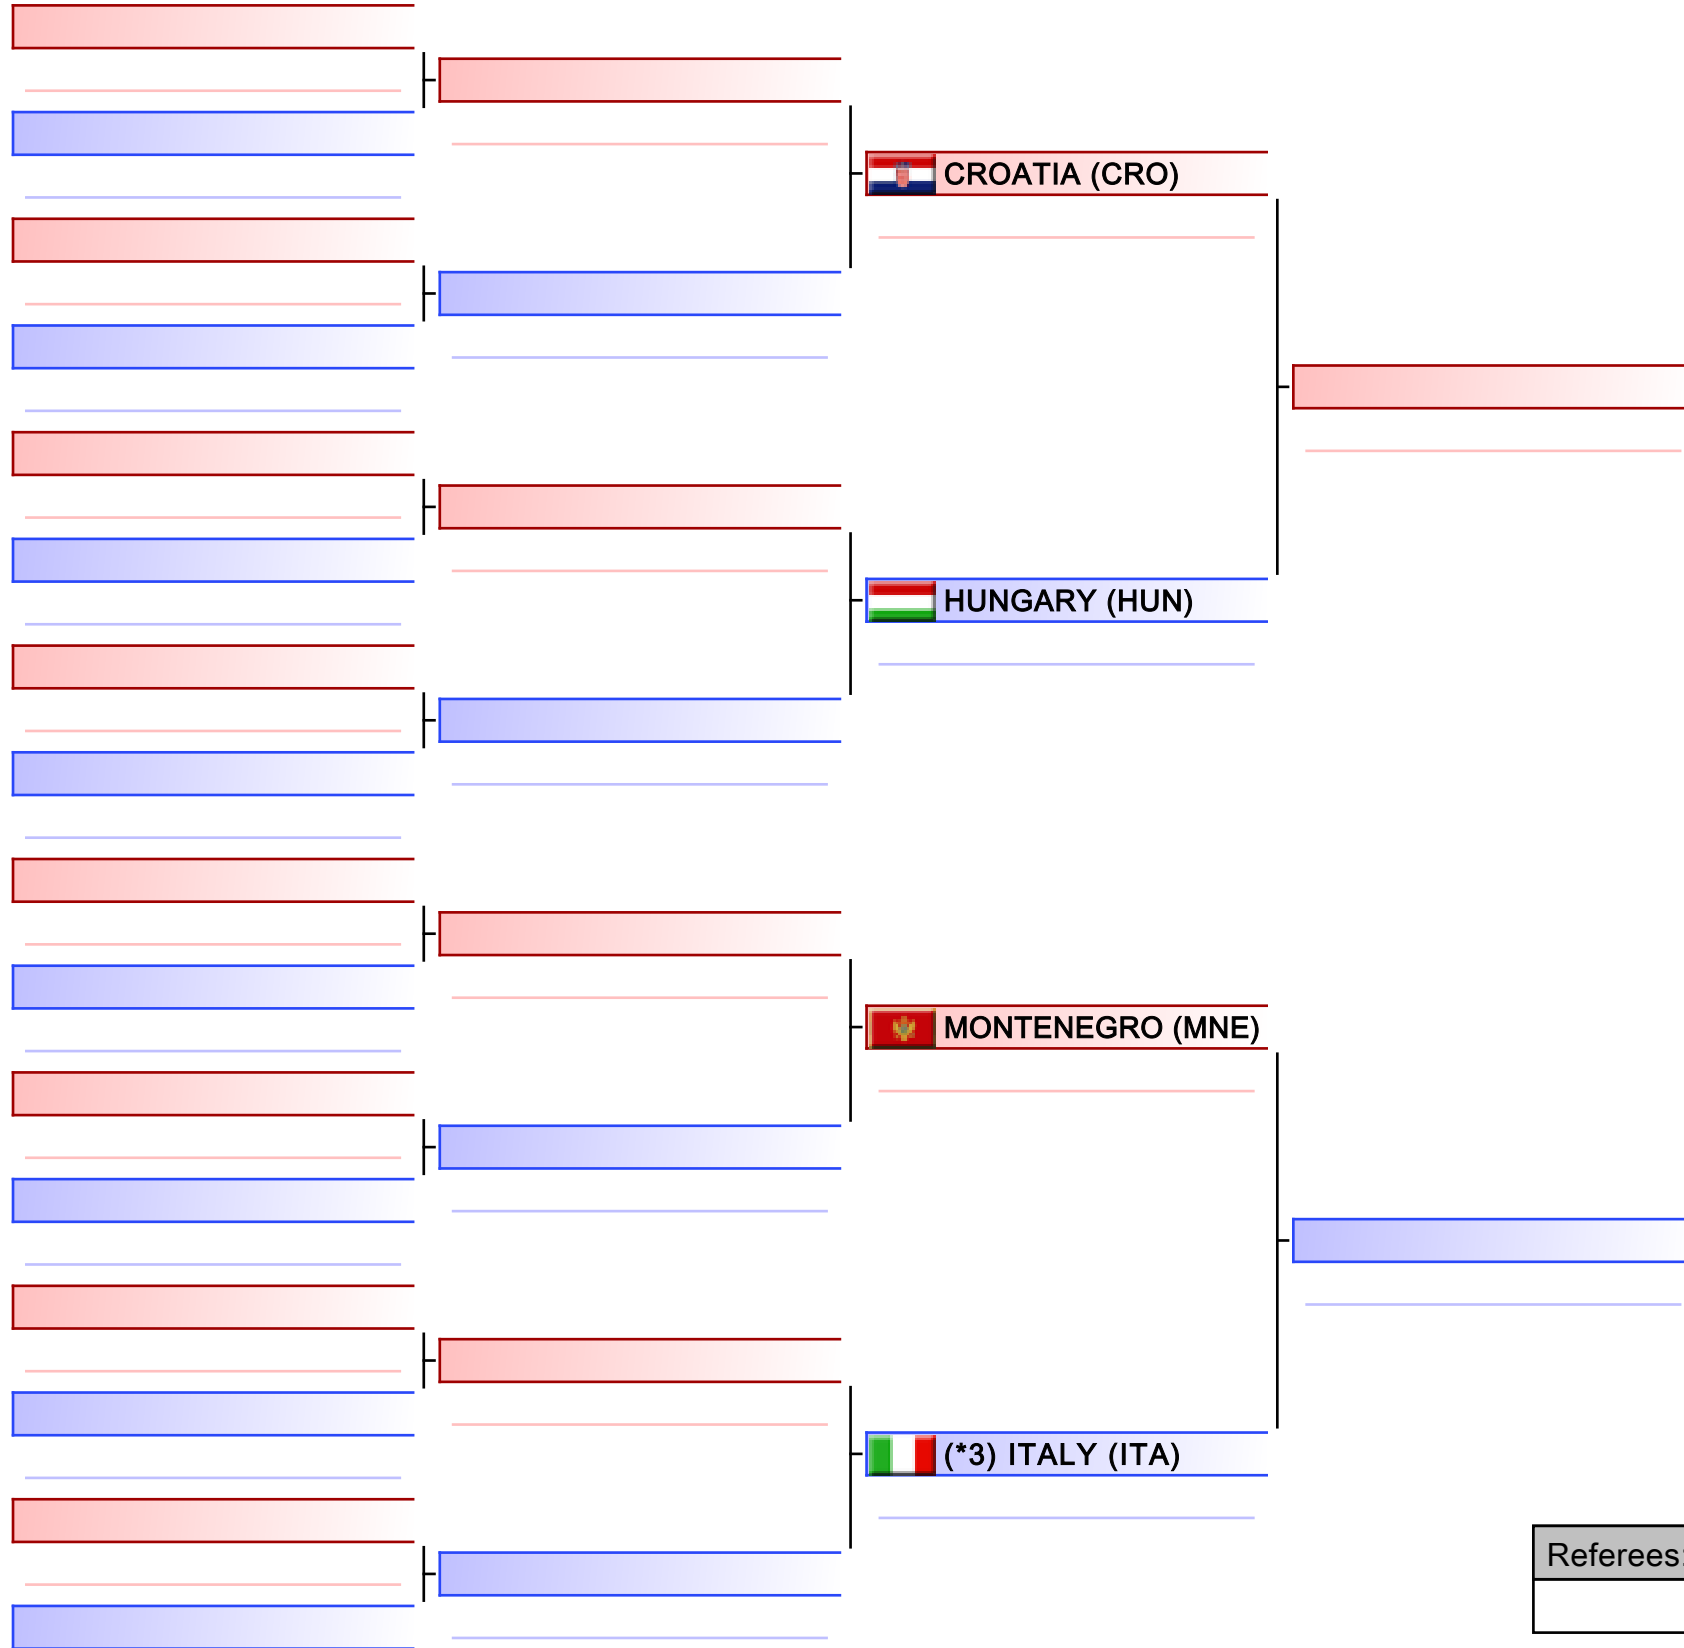 CROATIA (CRO)
HUNGARY (HUN)
MONTENEGRO (MNE)
(*3) ITALY (ITA)
Referees: